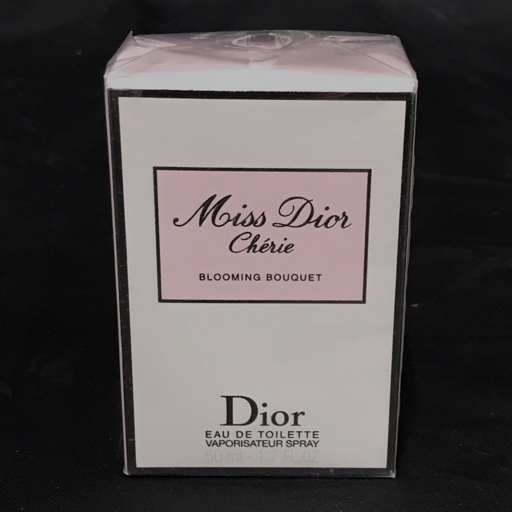 Miss Dior
Chérie
BLOOMING BOUQUET
Dior
EAU DE TOILETTE
VAPORISATEUR SPRAY
50 ml - 1.7 FL.OZ